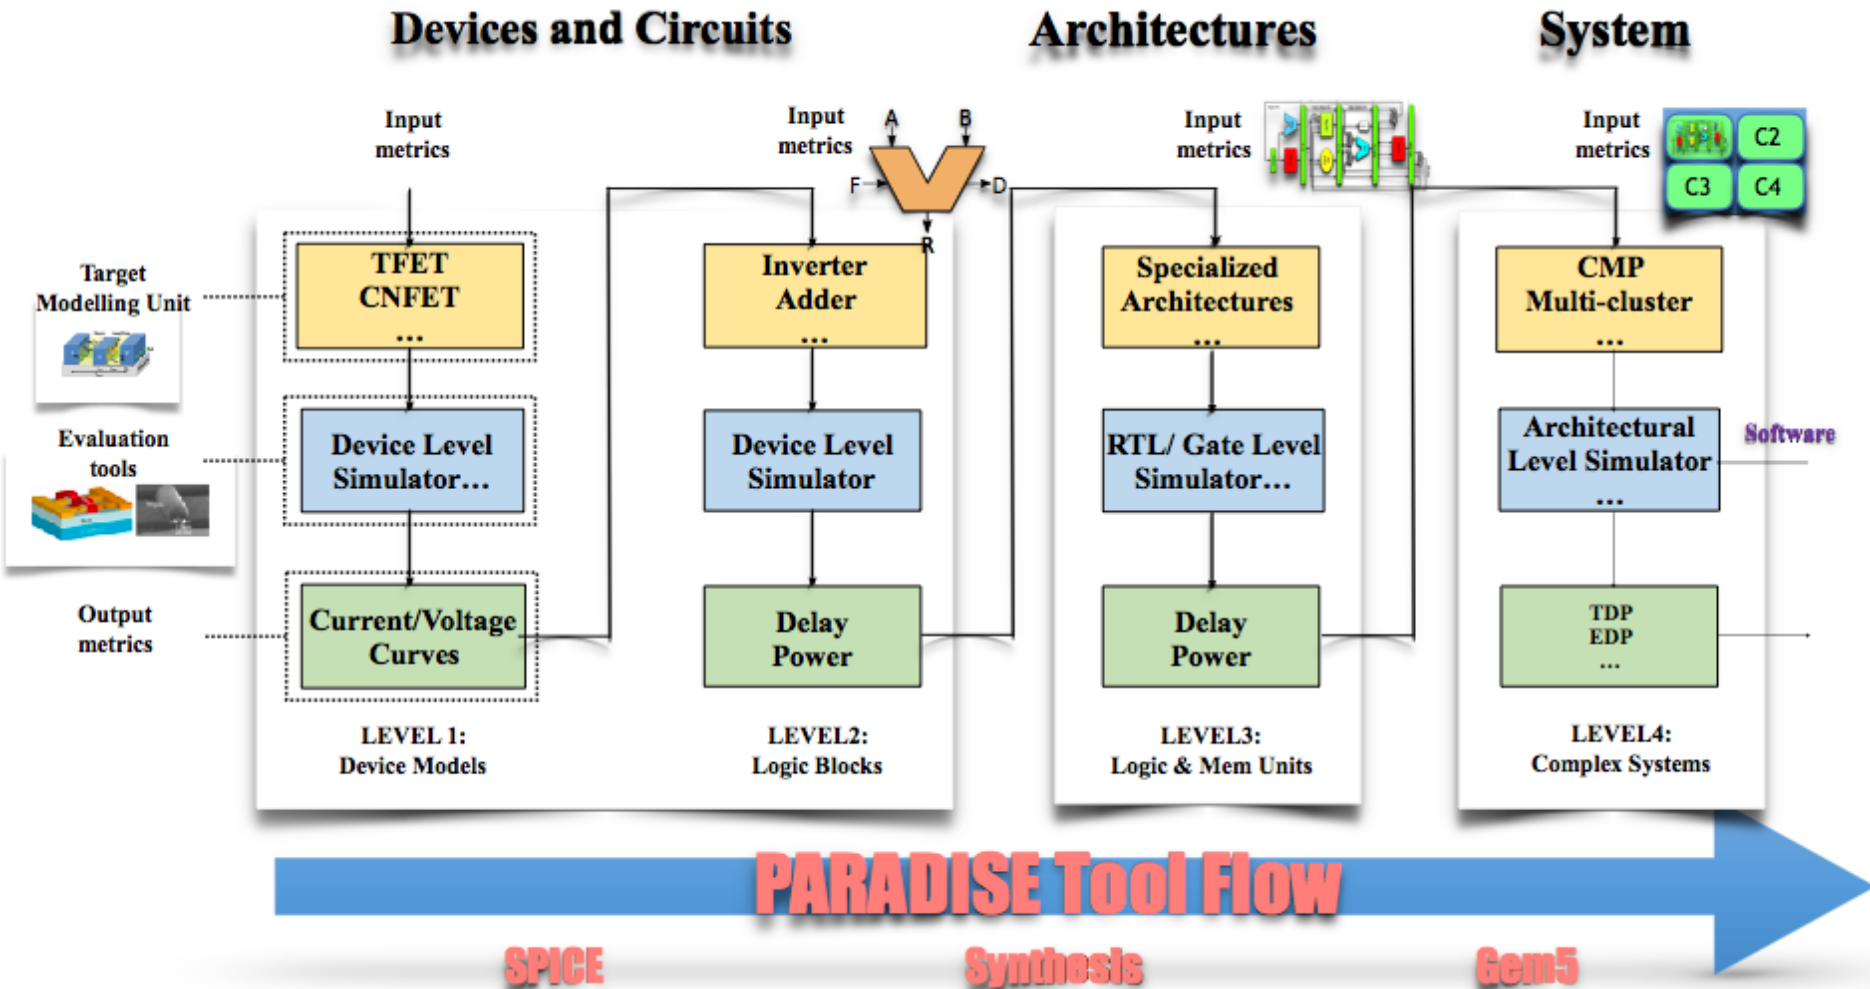 Devices and Circuits
Architectures
System
Input
metrics
Input
metrics
A
B
F
D
R
Input
metrics
Input
metrics
C2
C3
C4
Target
Modelling Unit
TFET
CNFET
...
Inverter
Adder
...
Specialized
Architectures
...
CMP
Multi-cluster
...
Evaluation
tools
Device Level
Simulator...
Device Level
Simulator
RTL/ Gate Level
Simulator...
Architectural
Level Simulator
...
Software
Output
metrics
Current/Voltage
Curves
Delay
Power
Delay
Power
TDP
EDP
...
LEVEL 1:
Device Models
LEVEL2:
Logic Blocks
LEVEL3:
Logic & Mem Units
LEVEL4:
Complex Systems
PARADISE Tool Flow
SPICE
Synthesis
Gem5